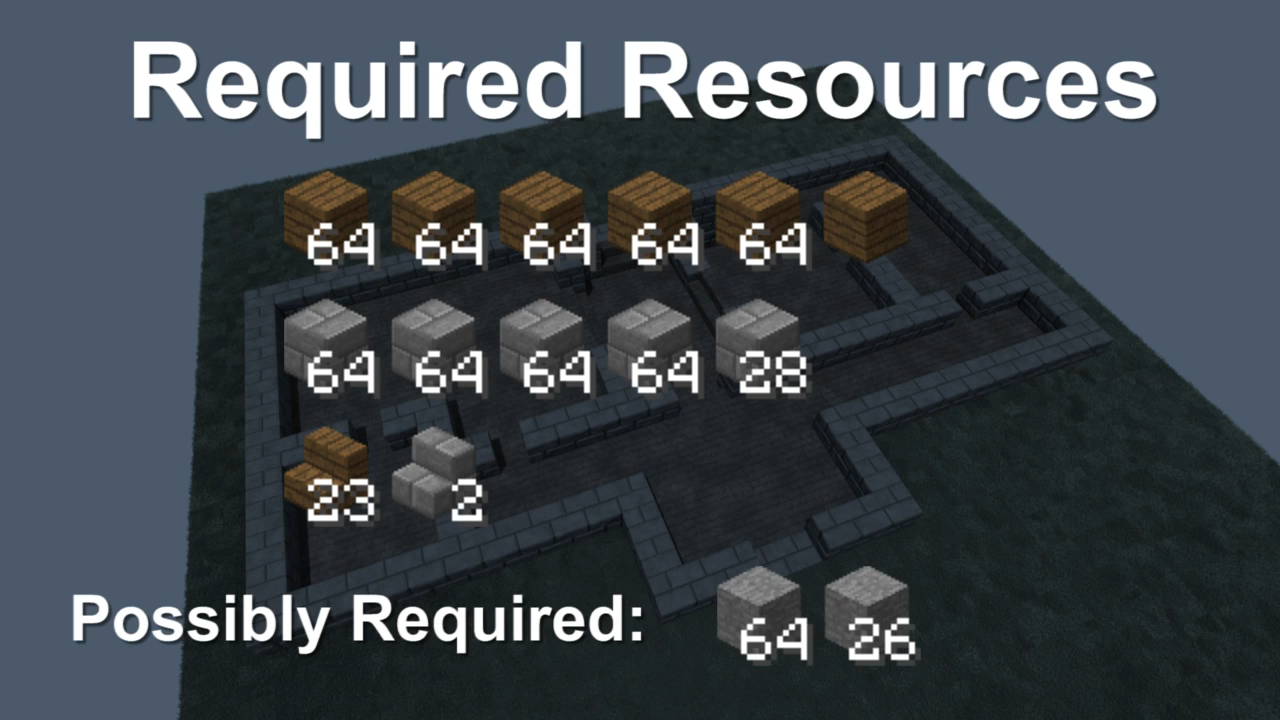 Required Resources
64 64 64 64 64
64 64 64 64 28
23 2
Possibly Required: 64 26